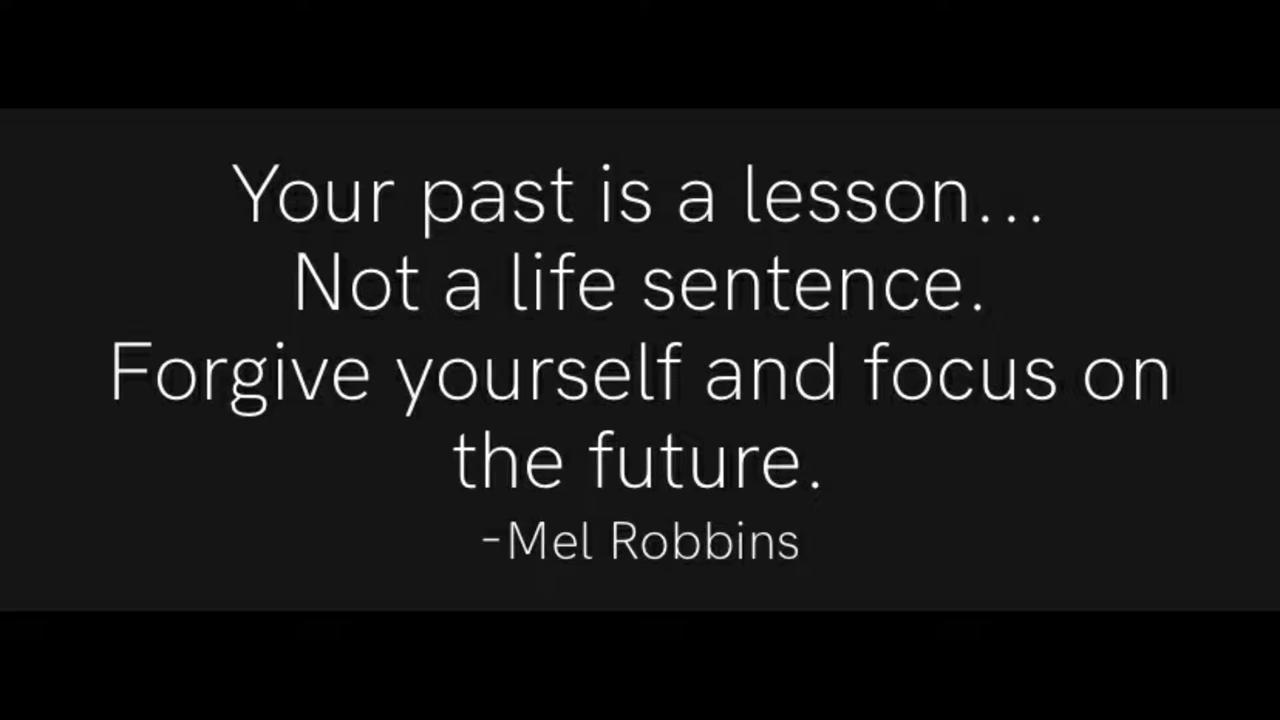 Your past is a lesson...
Not a life sentence.
Forgive yourself and focus on
the future.
-Mel Robbins